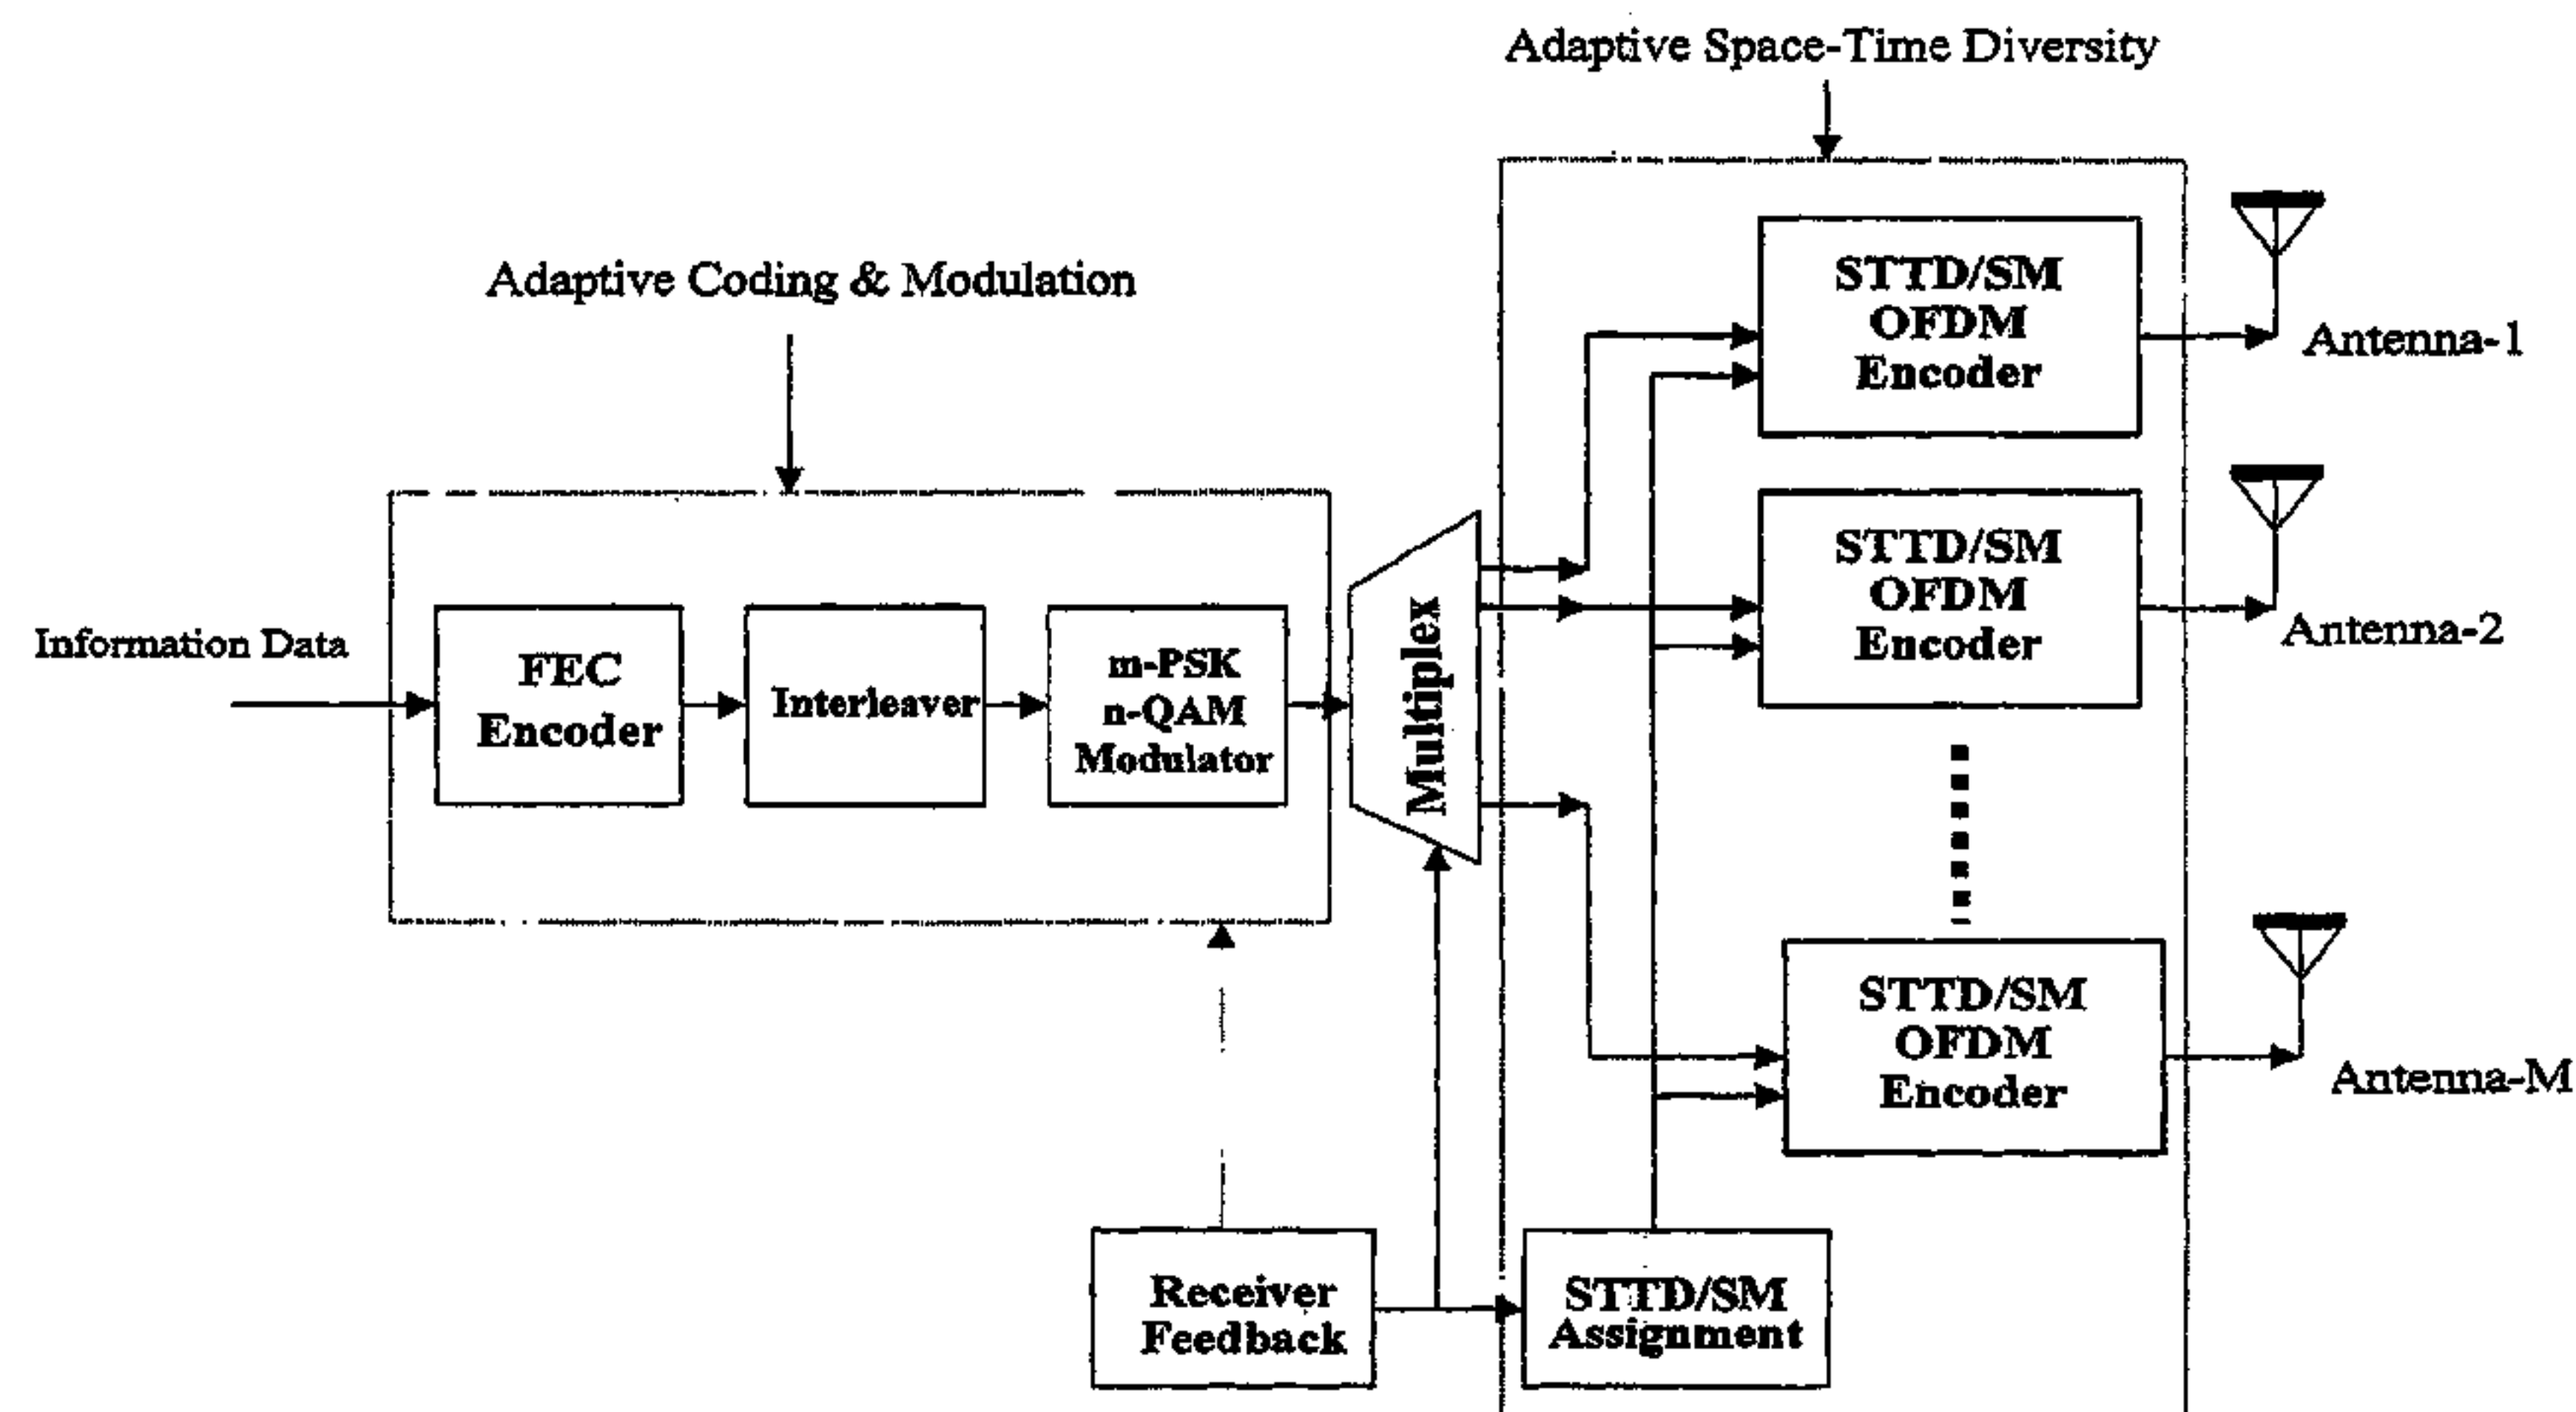 Adaptive Space-Time Diversity
Adaptive Coding & Modulation
Information Data
FEC
Encoder
Interleaver
m-PSK
n-QAM
Modulator
Multiplex
STTD/SM
OFDM
Encoder
Antenna-1
STTD/SM
OFDM
Encoder
Antenna-2
STTD/SM
OFDM
Encoder
Antenna-M
Receiver
Feedback
STTD/SM
Assignment